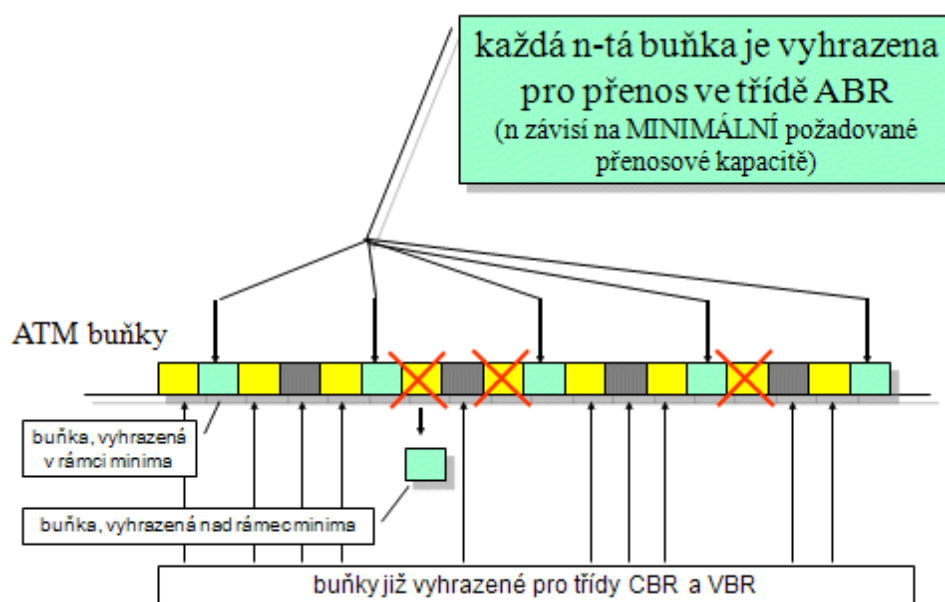 každá n-tá buňka je vyhrazena
pro přenos ve třídě ABR
(n závisí na MINIMÁLNÍ požadované
přenosové kapacitě)
ATM buňky
buňka, vyhrazená
v rámci minima
buňka, vyhrazená nad rámec minima
buňky již vyhrazené pro třídy CBR a VBR